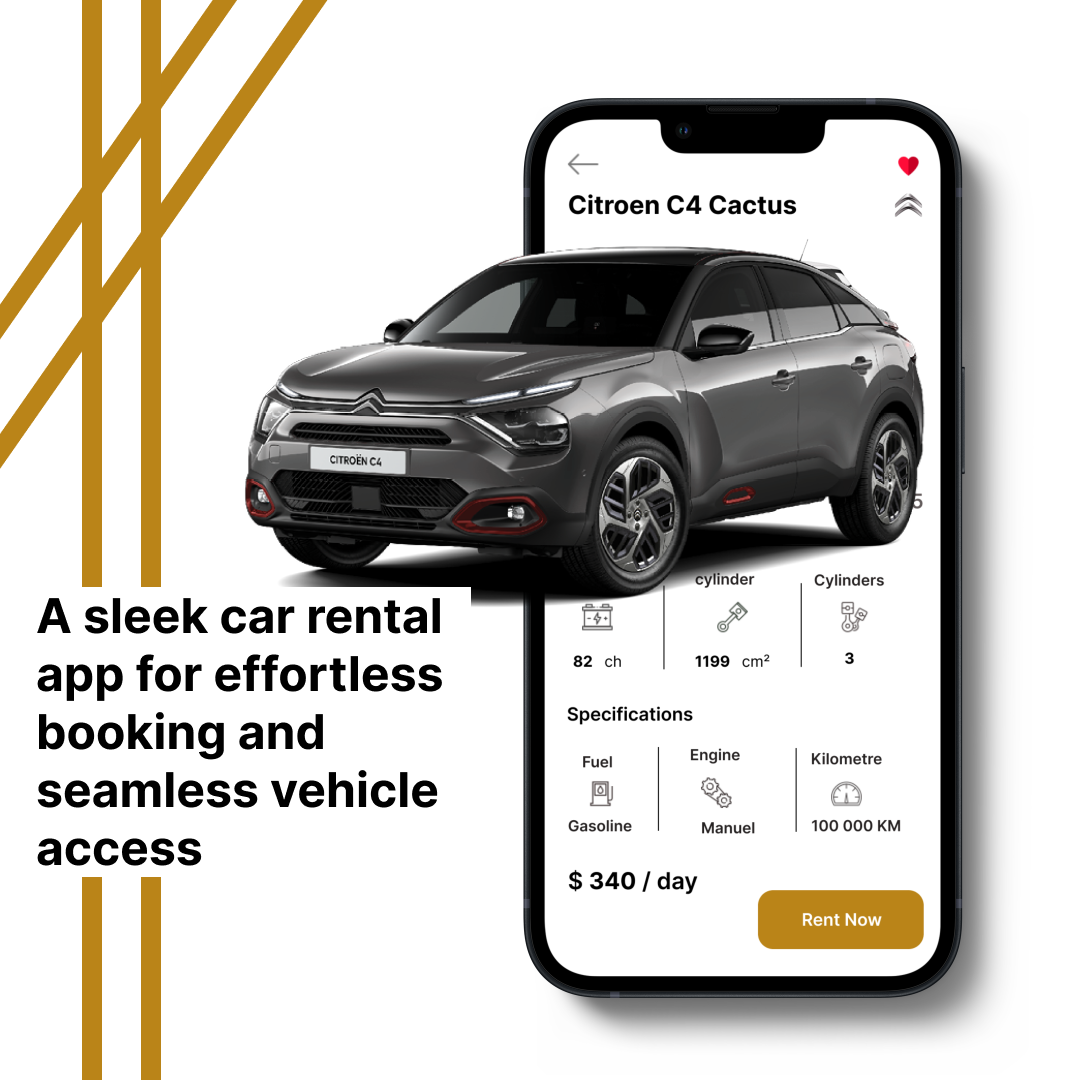 Citroen C4 Cactus
CITROËN C4
5
cylinder
Cylinders
82 ch
1199 cm²
3
A sleek car rental
app for effortless
booking and
seamless vehicle
access
Specifications
Fuel
Engine
Kilometre
Gasoline
Manuel
100 000 KM
$ 340 / day
Rent Now